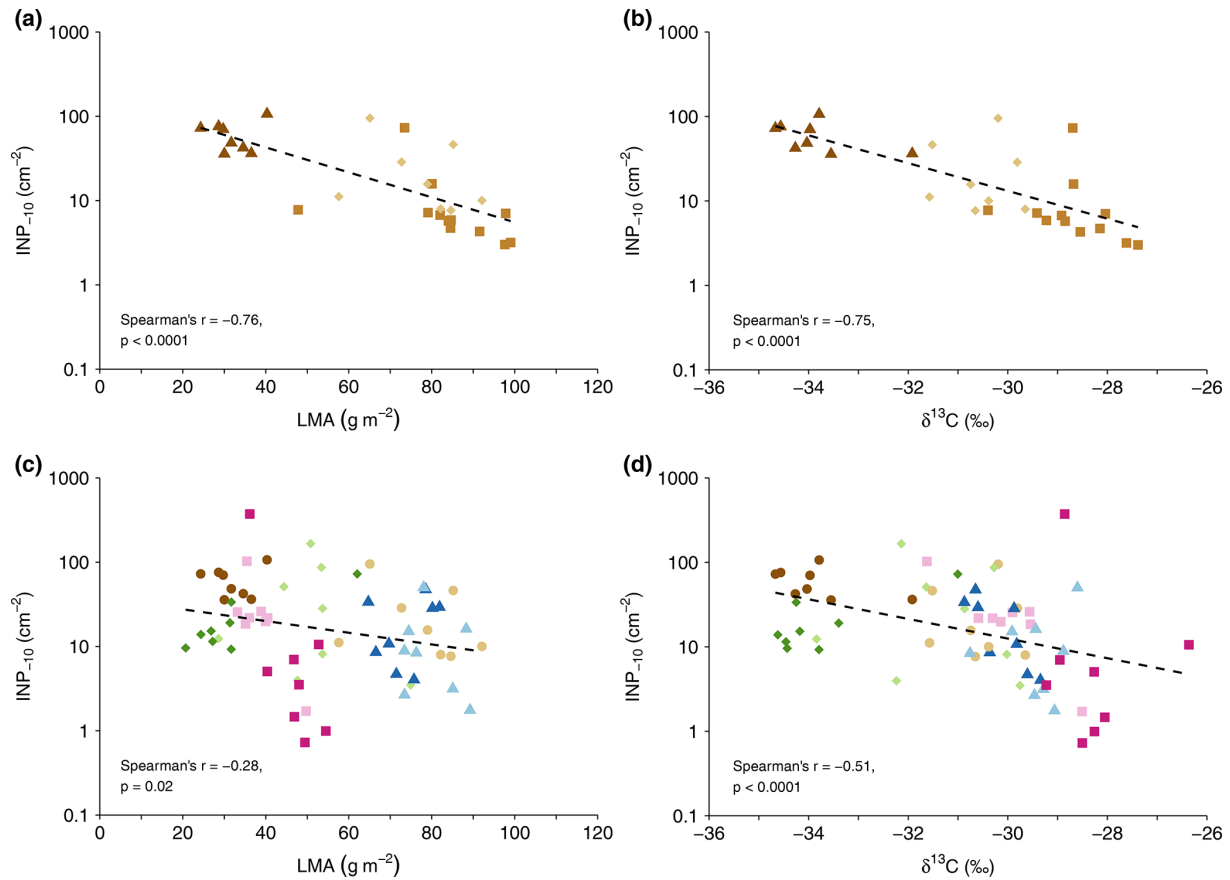 (a)
1000
100
10
1
0.1
INP₋₁₀ (cm⁻²)
Spearman's r = −0.76,
p < 0.0001
0 20 40 60 80 100 120
LMA (g m⁻²)
(b)
1000
100
10
1
0.1
INP₋₁₀ (cm⁻²)
Spearman's r = −0.75,
p < 0.0001
−36 −34 −32 −30 −28 −26
δ¹³C (‰)
(c)
1000
100
10
1
0.1
INP₋₁₀ (cm⁻²)
Spearman's r = −0.28,
p = 0.02
0 20 40 60 80 100 120
LMA (g m⁻²)
(d)
1000
100
10
1
0.1
INP₋₁₀ (cm⁻²)
Spearman's r = −0.51,
p < 0.0001
−36 −34 −32 −30 −28 −26
δ¹³C (‰)